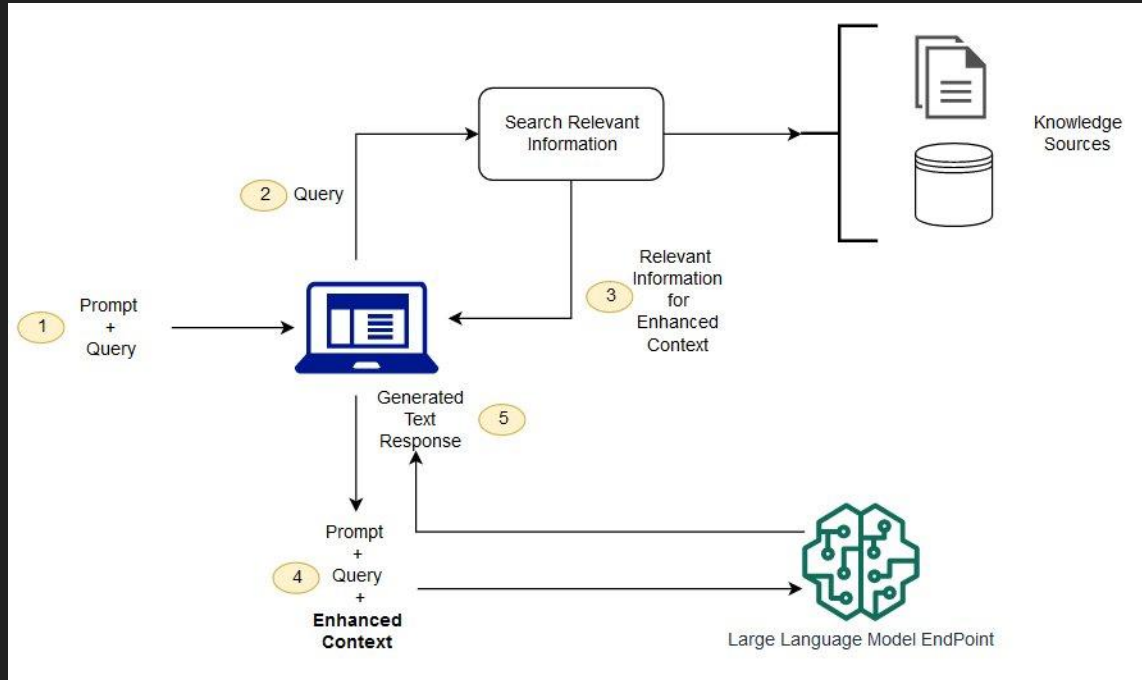 Search Relevant
Information
Knowledge
Sources
2
Query
Relevant
Information
for
Enhanced
Context
3
1
Prompt
+
Query
Generated
Text
Response
5
Prompt
+
Query
+
Enhanced
Context
4
Large Language Model EndPoint